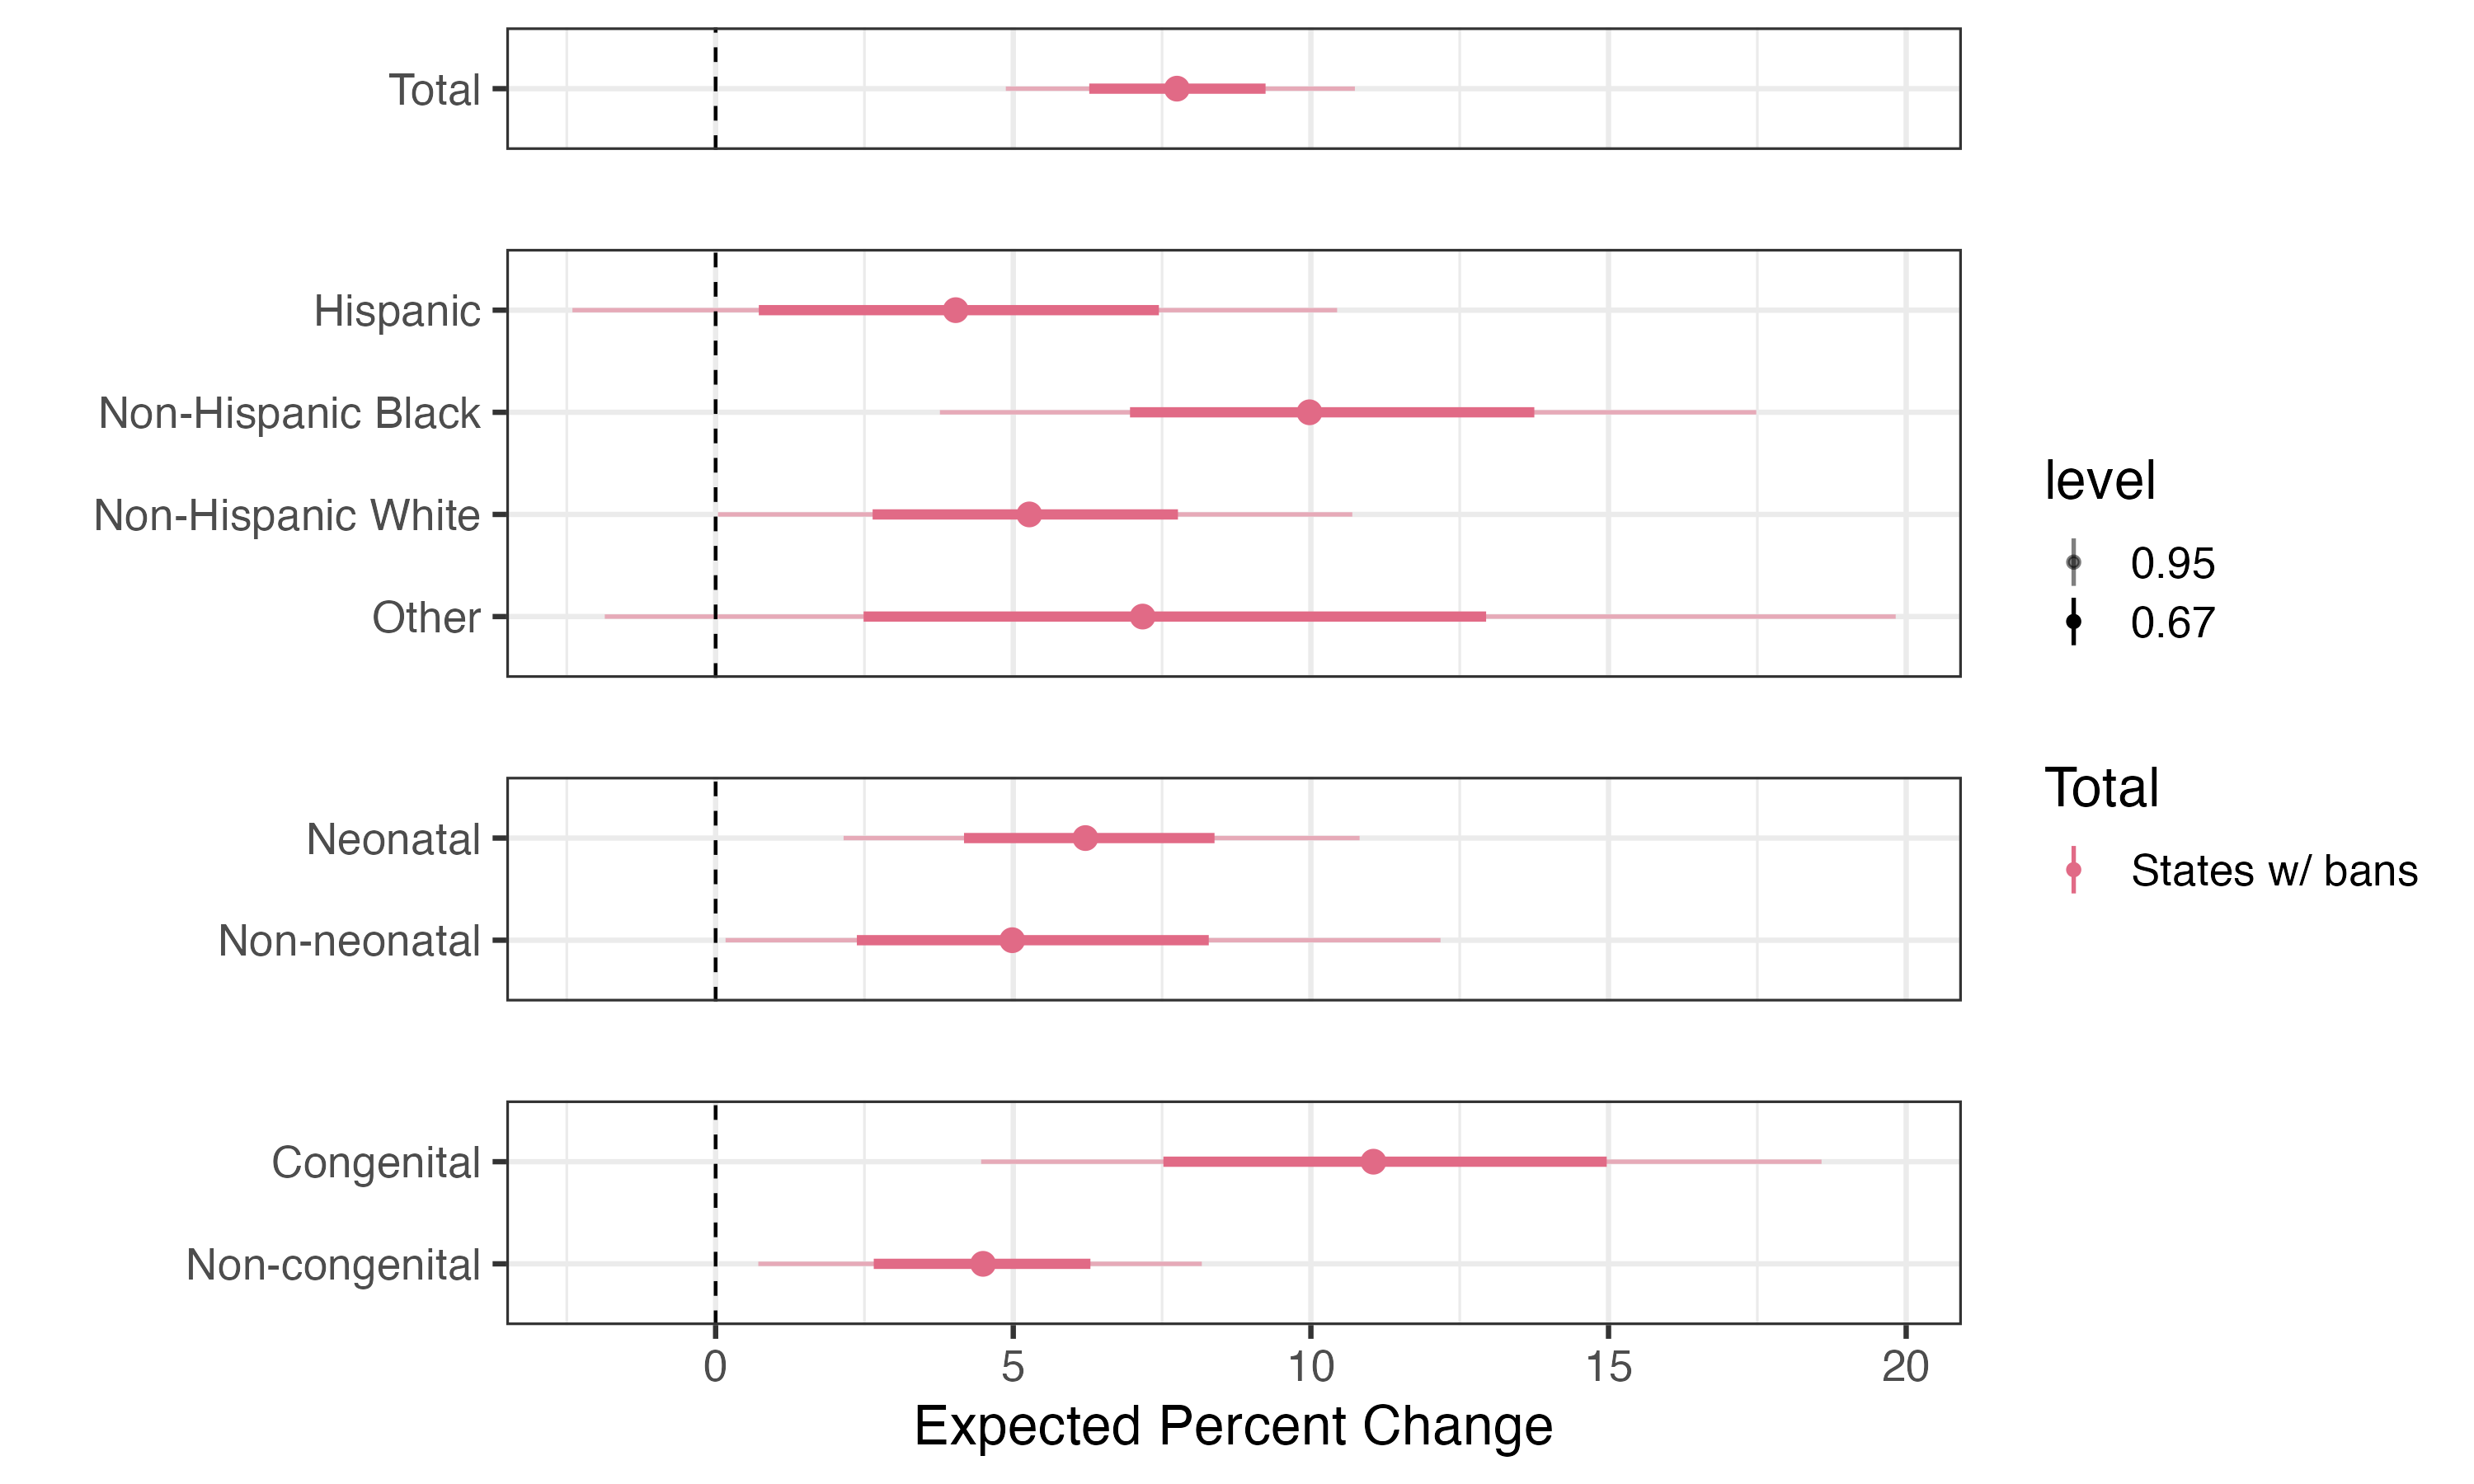 Total
Hispanic
Non-Hispanic Black
Non-Hispanic White
Other
Neonatal
Non-neonatal
Congenital
Non-congenital
0 5 10 15 20
Expected Percent Change
level
0.95
0.67
Total
States w/ bans